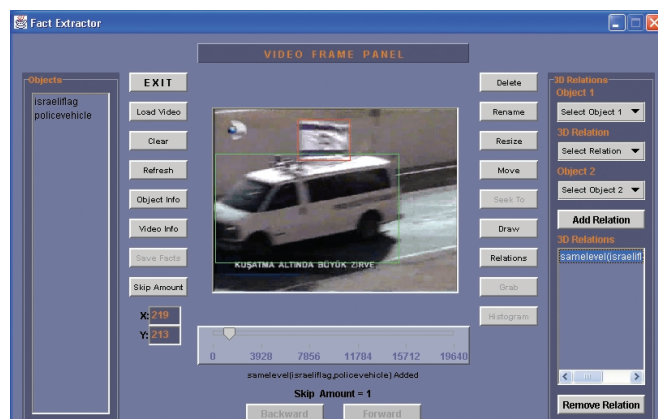 Fact Extractor
VIDEO FRAME PANEL
Objects
israeliflag
policevehicle
EXIT
Load Video
Clear
Refresh
Object Info
Video Info
Save Facts
Skip Amount
X: 219
Y: 213
KUŞATMA ALTINDA BÜYÜK ZİRVE
0 3928 7856 11784 15712 19640
samelevel(israeliflag,policevehicle) Added
Skip Amount = 1
Backward Forward
Delete
Rename
Resize
Move
Seek To
Draw
Relations
Grab
Histogram
3D Relations
Object 1
Select Object 1
3D Relation
Select Relation
Object 2
Select Object 2
Add Relation
3D Relations
samelevel(israelifl
Remove Relation